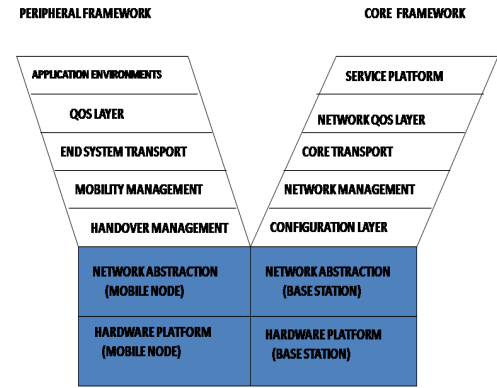 PERIPHERAL FRAMEWORK
CORE FRAMEWORK
APPLICATION ENVIRONMENTS
QOS LAYER
END SYSTEM TRANSPORT
MOBILITY MANAGEMENT
HANDOVER MANAGEMENT
SERVICE PLATFORM
NETWORK QOS LAYER
CORE TRANSPORT
NETWORK MANAGEMENT
CONFIGURATION LAYER
NETWORK ABSTRACTION
(MOBILE NODE)
NETWORK ABSTRACTION
(BASE STATION)
HARDWARE PLATFORM
(MOBILE NODE)
HARDWARE PLATFORM
(BASE STATION)